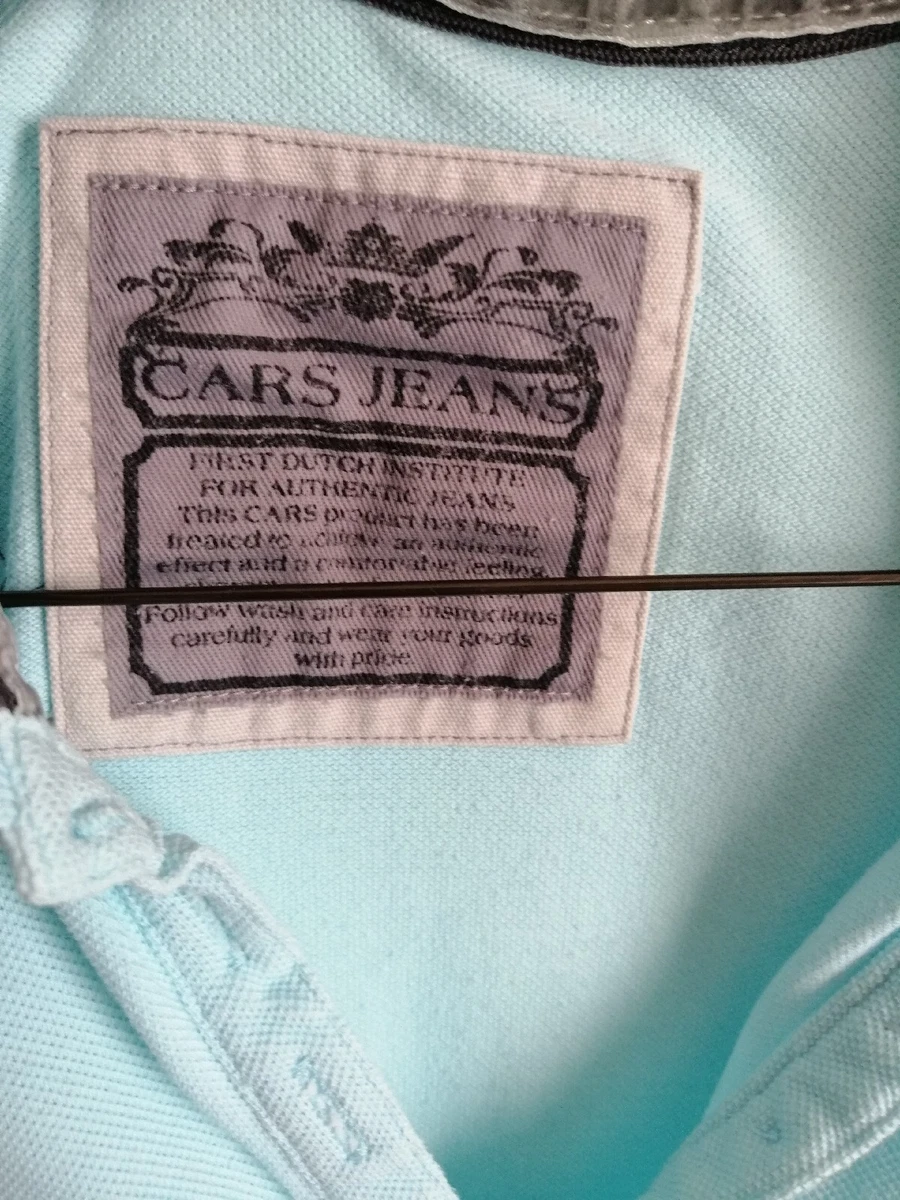 CARS JEANS
FIRST DUTCH INSTITUTE
FOR AUTHENTIC JEANS
This CARS product has been
treated to achieve an authentic
effect and a comfortable feeling
Follow wash and care instructions
carefully and wear your goods
with pride